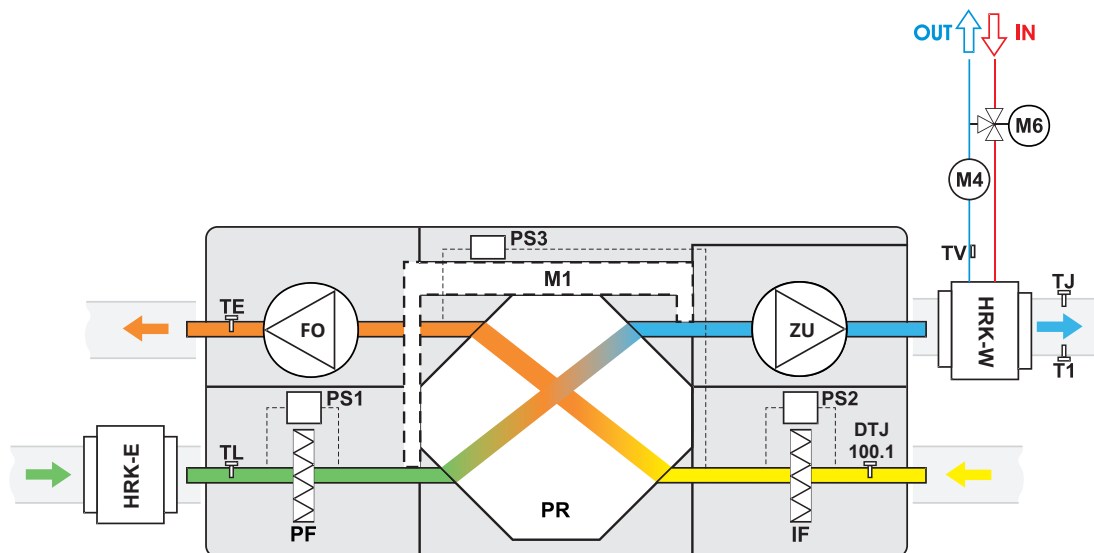 OUT IN
M6
M4
PS3
TV
M1
TE
TJ
FO
ZU
HRK-W
T1
PS1
PS2
DTJ
100.1
TL
HRK-E
PR
PF
IF